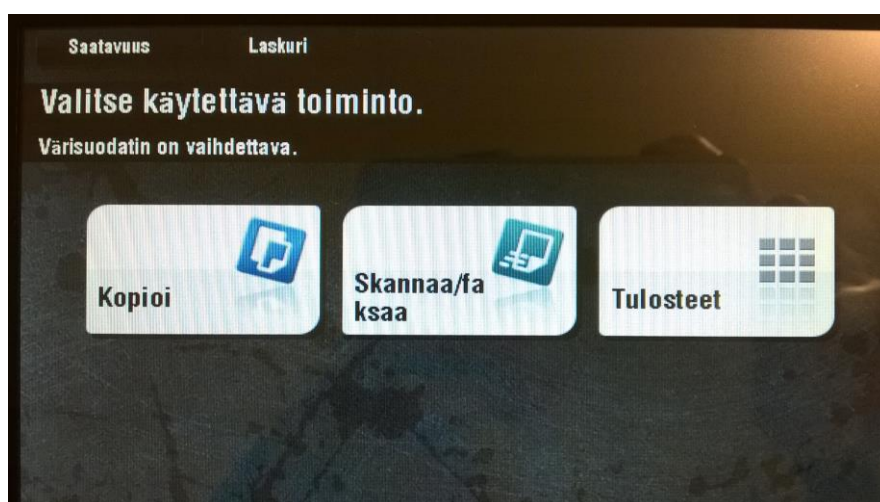 Saatavuus Laskuri
Valitse käytettävä toiminto.
Värisuodatin on vaihdettava.
Kopioi
Skannaa/fa
ksaa
Tulosteet